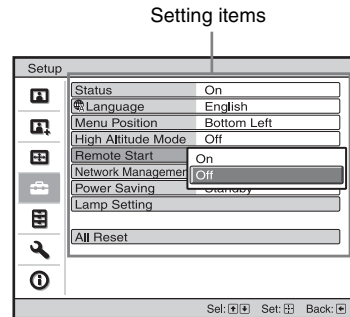 Setting items
Setup
Status On
Language English
Menu Position Bottom Left
High Altitude Mode Off
Remote Start On
Network Managemen Off
Power Saving Standby
Lamp Setting
All Reset
Sel: Set: Back: